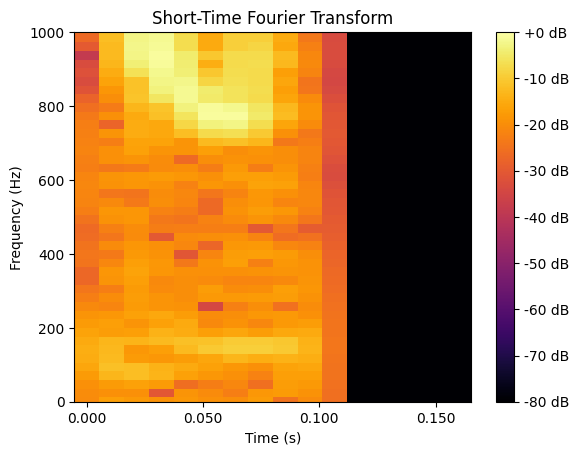 Short-Time Fourier Transform
1000
800
600
400
200
0
Frequency (Hz)
0.000
0.050
0.100
0.150
Time (s)
+0 dB
-10 dB
-20 dB
-30 dB
-40 dB
-50 dB
-60 dB
-70 dB
-80 dB